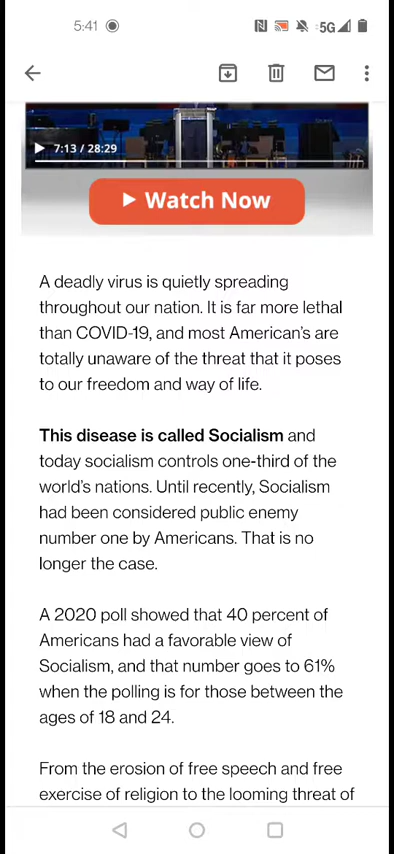 5:41
5G
7:13 / 28:29
Watch Now
A deadly virus is quietly spreading
throughout our nation. It is far more lethal
than COVID-19, and most American's are
totally unaware of the threat that it poses
to our freedom and way of life.
This disease is called Socialism and
today socialism controls one-third of the
world's nations. Until recently, Socialism
had been considered public enemy
number one by Americans. That is no
longer the case.
A 2020 poll showed that 40 percent of
Americans had a favorable view of
Socialism, and that number goes to 61%
when the polling is for those between the
ages of 18 and 24.
From the erosion of free speech and free
exercise of religion to the looming threat of